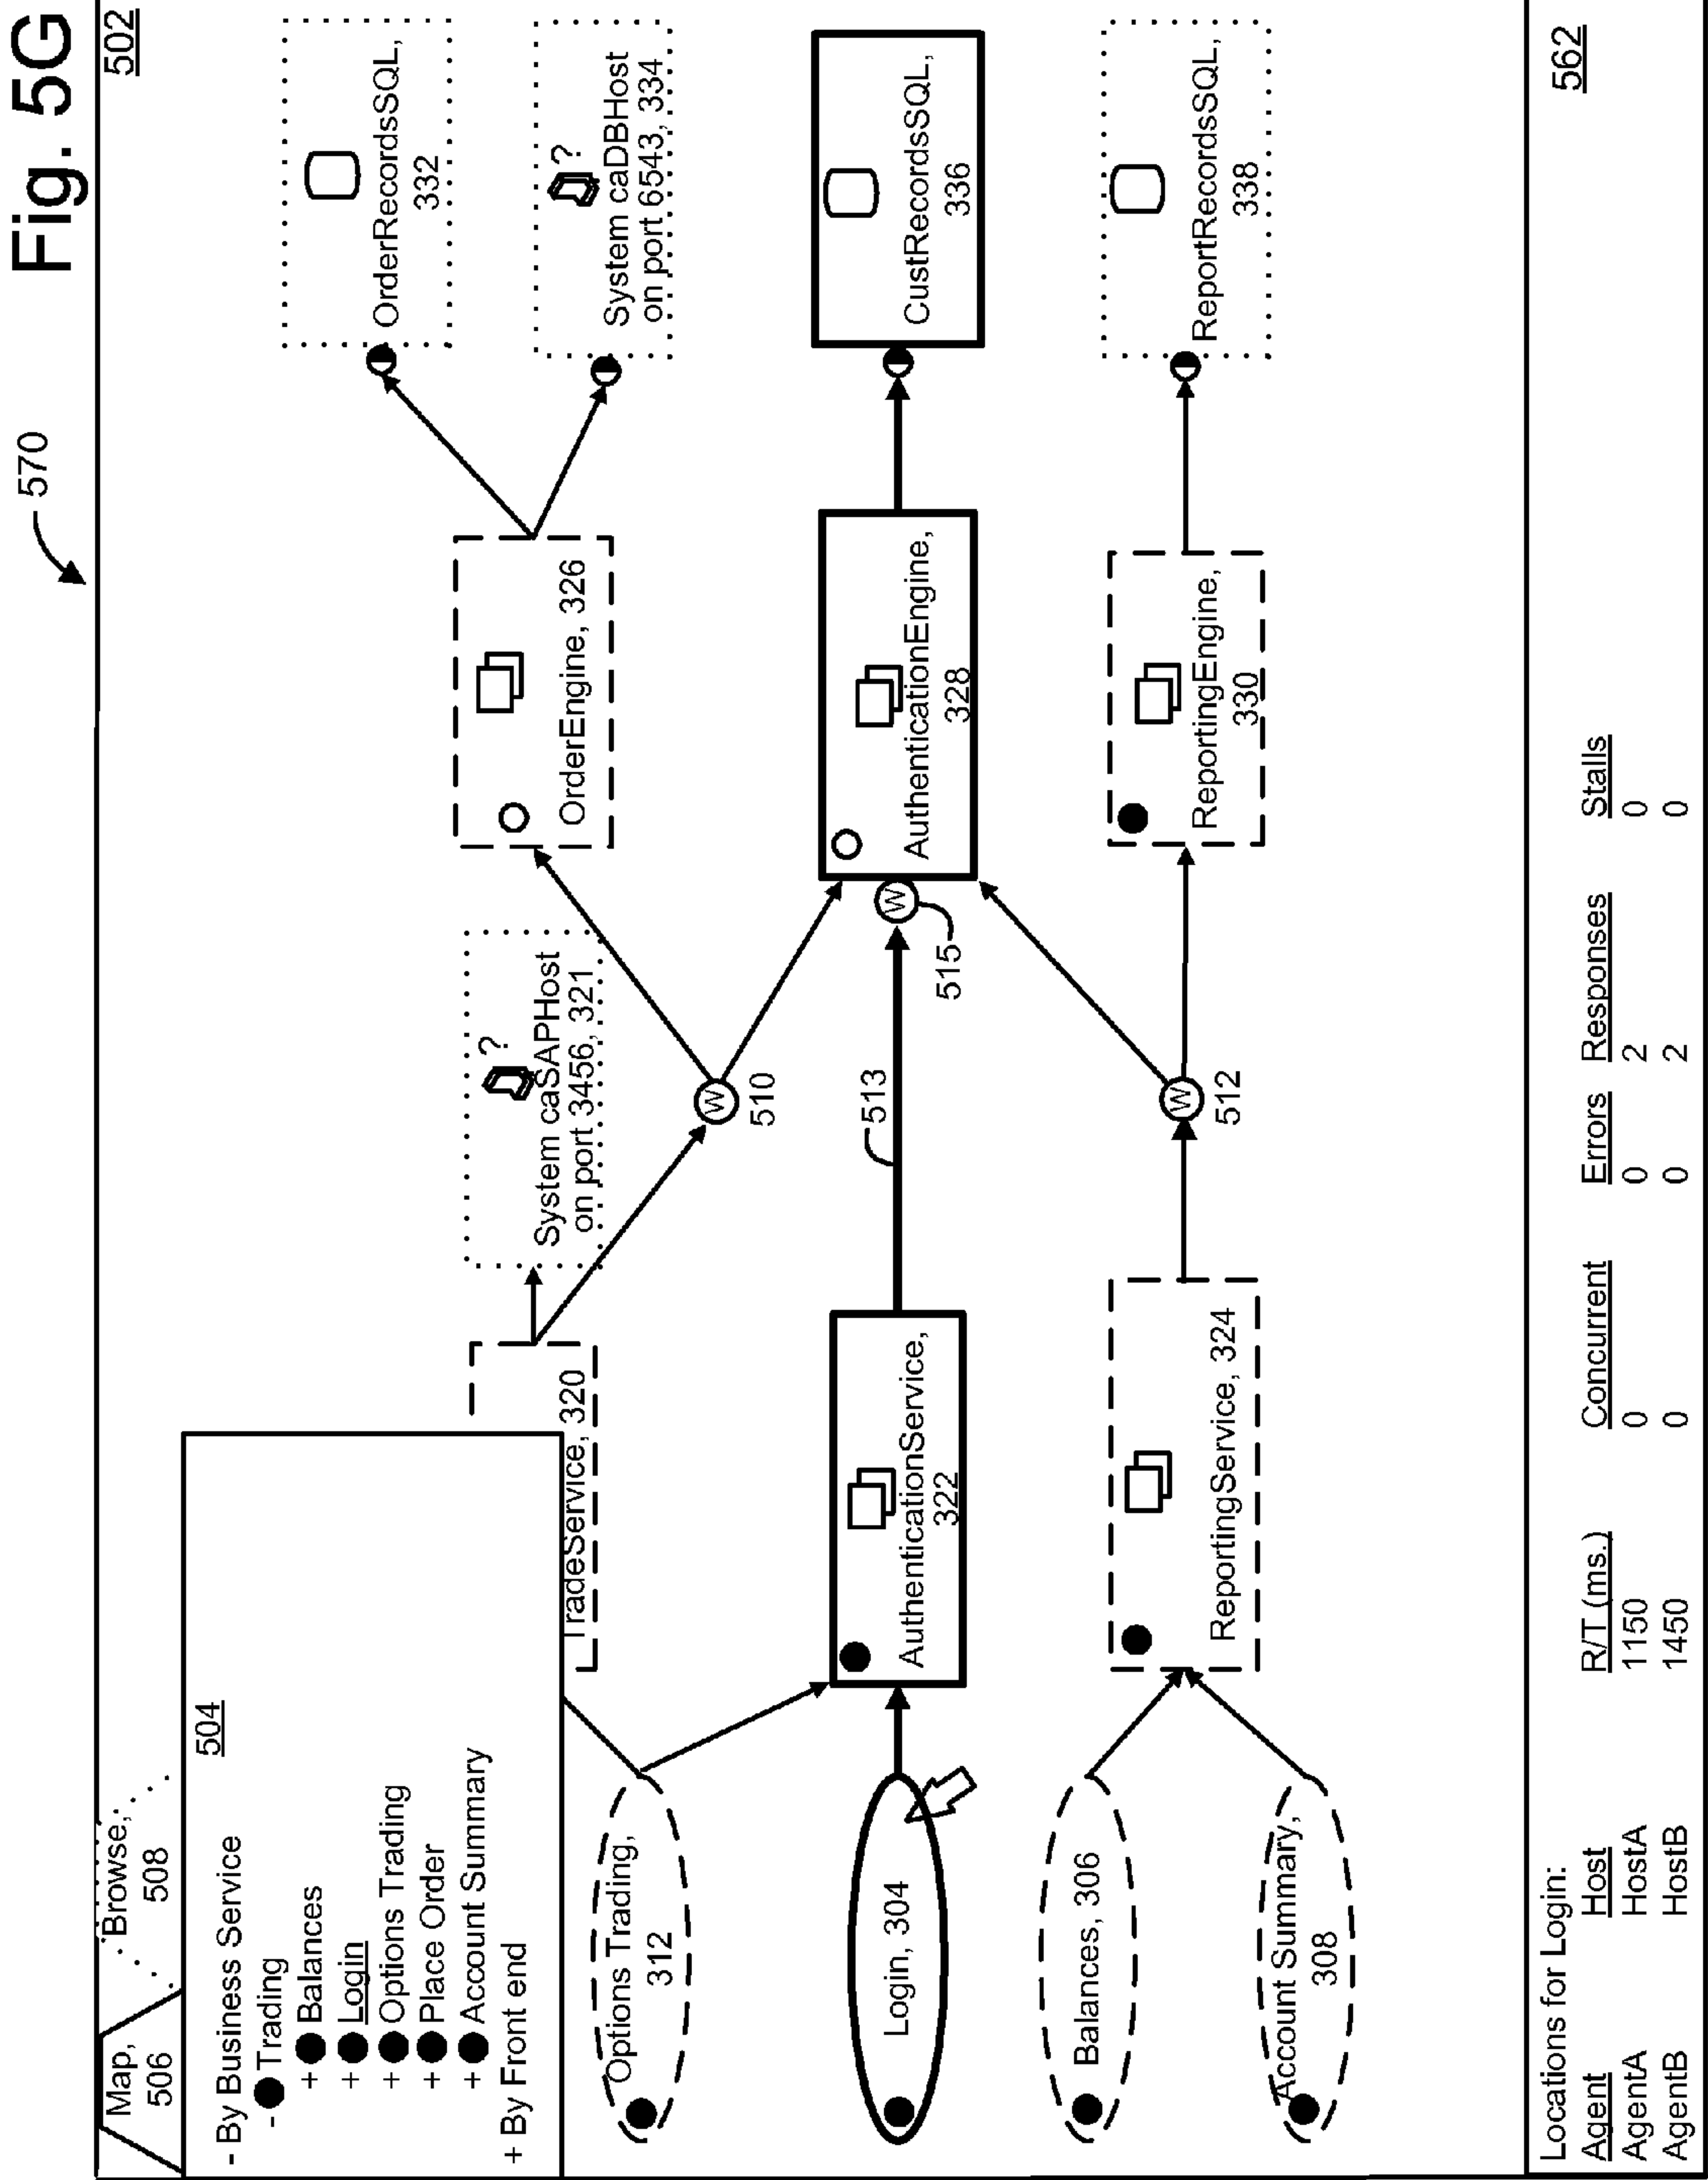 Fig. 5G
570
502
Map,
506
Browse,
508
504
- By Business Service
- Trading
+ Balances
+ Login
+ Options Trading
+ Place Order
+ Account Summary
+ By Front end
TradeService, 320
System caSAPHost
on port 3456, 321
?
510
OrderEngine, 326
OrderRecordsSQL,
332
?
System caDBHost
on port 6543, 334
W
Options Trading,
312
Login, 304
AuthenticationService,
322
513
W
515
AuthenticationEngine,
328
CustRecordsSQL,
336
Balances, 306
Account Summary,
308
ReportingService, 324
W
512
ReportingEngine,
330
ReportRecordsSQL,
338
562
Locations for Login:
Agent Host R/T (ms.) Concurrent Errors Responses Stalls
AgentA HostA 1150 0 0 2 0
AgentB HostB 1450 0 0 2 0